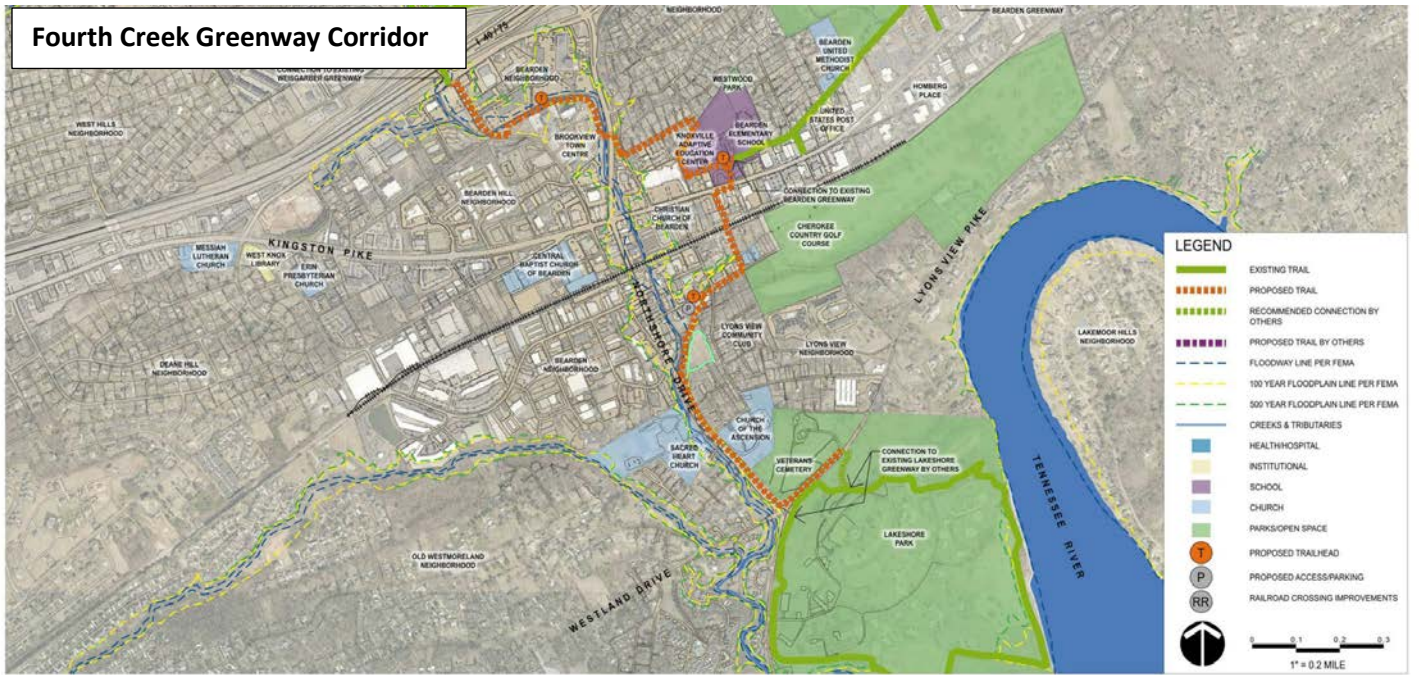 Fourth Creek Greenway Corridor
NEIGHBORHOOD
BEARDEN GREENWAY
I-40 / 75
CONNECTION TO EXISTING
WEISGARBER GREENWAY
BEARDEN
NEIGHBORHOOD
T
BEARDEN
UNITED
METHODIST
CHURCH
WESTWOOD
PARK
HOMBERG
PLACE
WEST HILLS
NEIGHBORHOOD
BROOKVIEW
TOWN
CENTRE
KNOXVILLE
ADAPTIVE
EDUCATION
CENTER
BEARDEN
ELEMENTARY
SCHOOL
UNITED
STATES POST
OFFICE
T
BEARDEN HILL
NEIGHBORHOOD
CONNECTION TO EXISTING
BEARDEN GREENWAY
CHRISTIAN
CHURCH OF
BEARDEN
CHEROKEE
COUNTRY GOLF
COURSE
LYONS VIEW PIKE
MESSIAH
LUTHERAN
CHURCH
WEST KNOX
LIBRARY
KINGSTON PIKE
ERIN
PRESBYTERIAN
CHURCH
CENTRAL
BAPTIST CHURCH
OF BEARDEN
NORTHSHORE DRIVE
T
P
LYONS VIEW
COMMUNITY
CLUB
LYONS VIEW
NEIGHBORHOOD
LAKEMOOR HILLS
NEIGHBORHOOD
DEANE HILL
NEIGHBORHOOD
BEARDEN
NEIGHBORHOOD
CHURCH
OF THE
ASCENSION
SACRED
HEART
CHURCH
VETERANS
CEMETERY
CONNECTION TO
EXISTING LAKESHORE
GREENWAY BY OTHERS
TENNESSEE RIVER
LAKESHORE
PARK
OLD WESTMORELAND
NEIGHBORHOOD
WESTLAND DRIVE
LEGEND
EXISTING TRAIL
PROPOSED TRAIL
RECOMMENDED CONNECTION BY
OTHERS
PROPOSED TRAIL BY OTHERS
FLOODWAY LINE PER FEMA
100 YEAR FLOODPLAIN LINE PER FEMA
500 YEAR FLOODPLAIN LINE PER FEMA
CREEKS & TRIBUTARIES
HEALTH/HOSPITAL
INSTITUTIONAL
SCHOOL
CHURCH
PARKS/OPEN SPACE
T PROPOSED TRAILHEAD
P PROPOSED ACCESS/PARKING
RR RAILROAD CROSSING IMPROVEMENTS
0 0.1 0.2 0.3
1" = 0.2 MILE